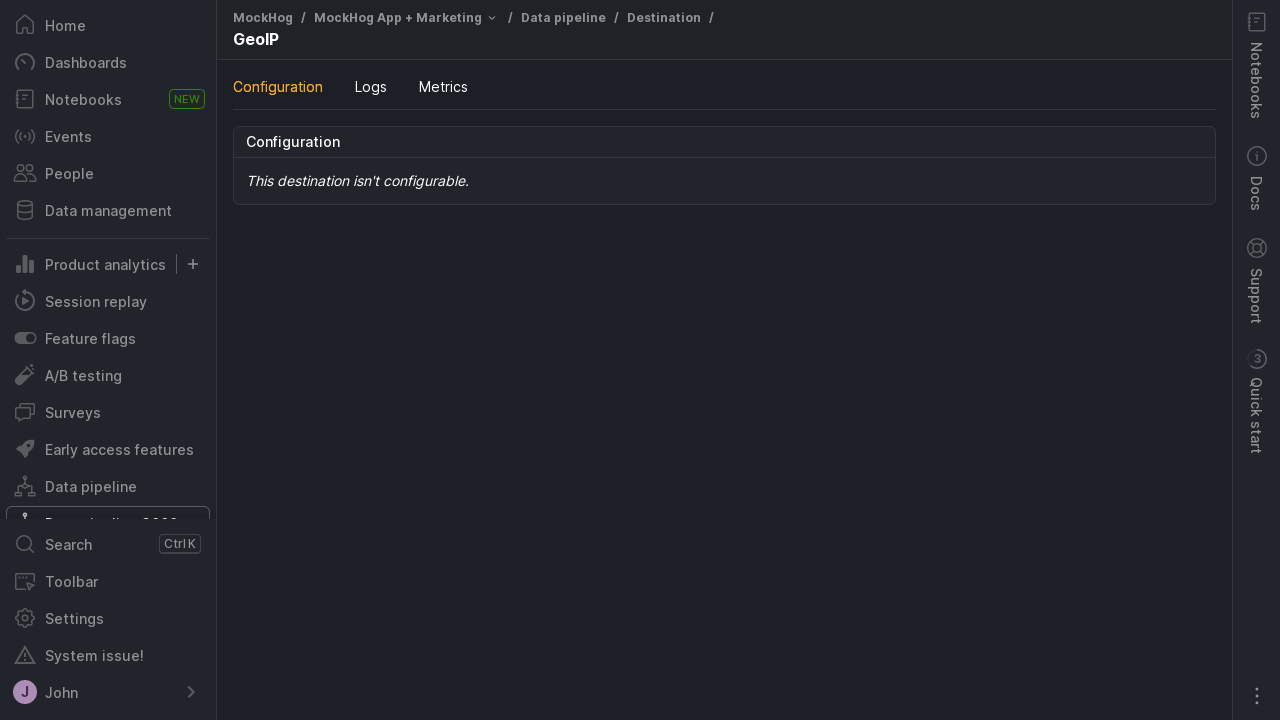 Home
Dashboards
Notebooks NEW
Events
People
Data management
Product analytics
Session replay
Feature flags
A/B testing
Surveys
Early access features
Data pipeline
Search Ctrl K
Toolbar
Settings
System issue!
J John
MockHog / MockHog App + Marketing / Data pipeline / Destination /
GeoIP
Configuration Logs Metrics
Configuration
This destination isn't configurable.
Notebooks
Docs
Support
3
Quick start